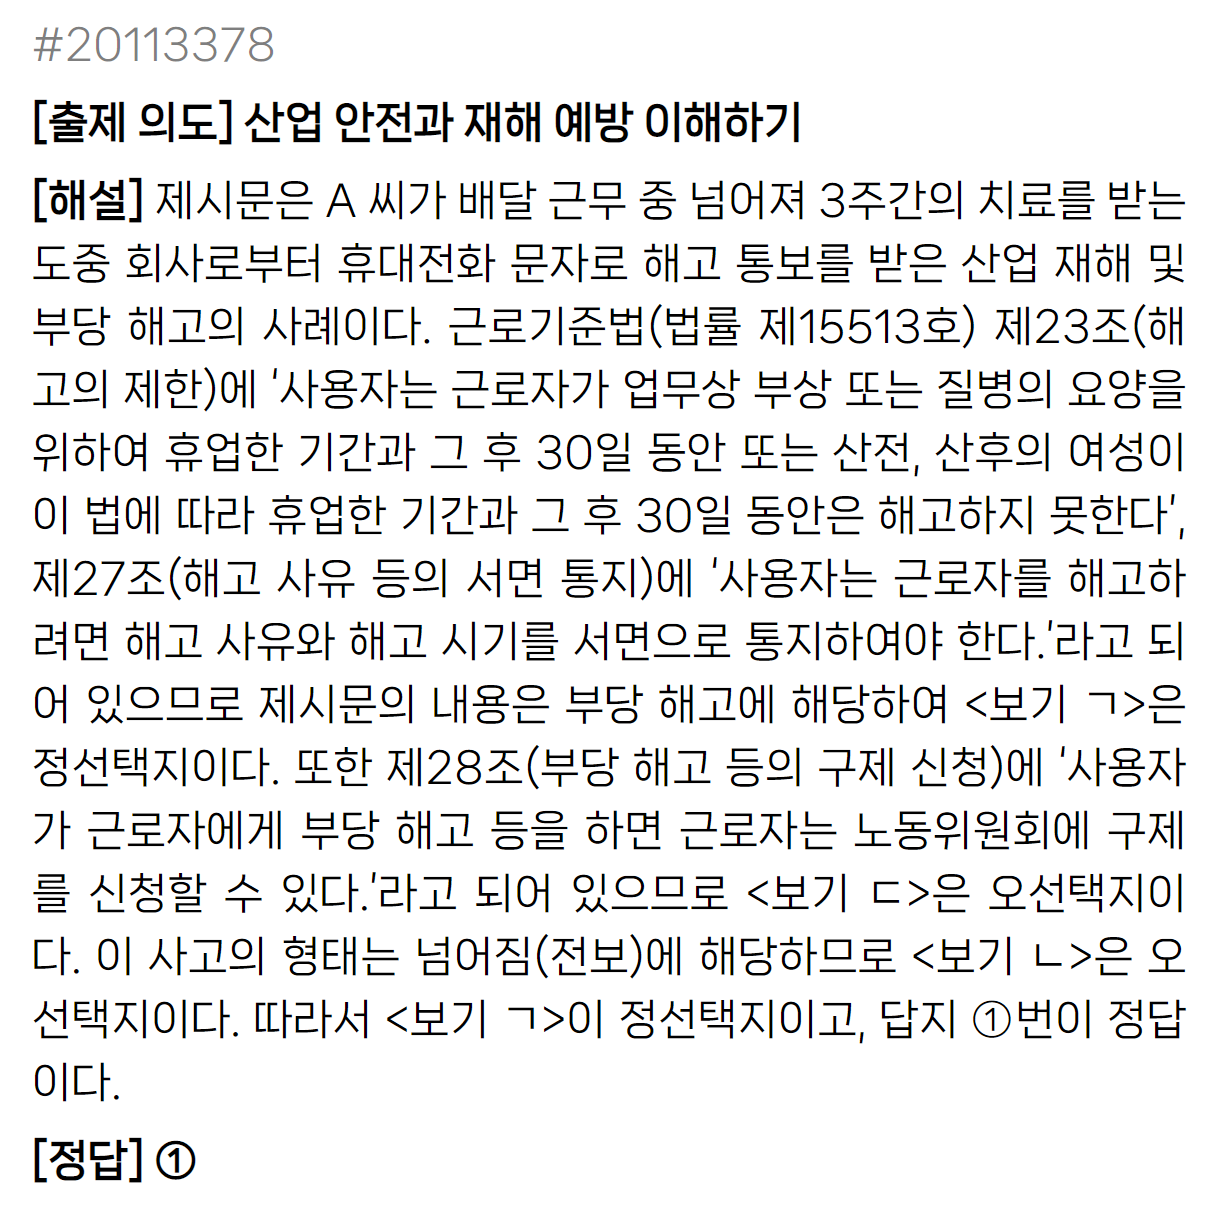 #20113378
[출제 의도] 산업 안전과 재해 예방 이해하기
[해설] 제시문은 A 씨가 배달 근무 중 넘어져 3주간의 치료를 받는
도중 회사로부터 휴대전화 문자로 해고 통보를 받은 산업 재해 및
부당 해고의 사례이다. 근로기준법(법률 제15513호) 제23조(해
고의 제한)에 '사용자는 근로자가 업무상 부상 또는 질병의 요양을
위하여 휴업한 기간과 그 후 30일 동안 또는 산전, 산후의 여성이
이 법에 따라 휴업한 기간과 그 후 30일 동안은 해고하지 못한다',
제27조(해고 사유 등의 서면 통지)에 '사용자는 근로자를 해고하
려면 해고 사유와 해고 시기를 서면으로 통지하여야 한다.'라고 되
어 있으므로 제시문의 내용은 부당 해고에 해당하여 <보기 ㄱ>은
정선택지이다. 또한 제28조(부당 해고 등의 구제 신청)에 '사용자
가 근로자에게 부당 해고 등을 하면 근로자는 노동위원회에 구제
를 신청할 수 있다.'라고 되어 있으므로 <보기 ㄷ>은 오선택지이
다. 이 사고의 형태는 넘어짐(전보)에 해당하므로 <보기 ㄴ>은 오
선택지이다. 따라서 <보기 ㄱ>이 정선택지이고, 답지 ①번이 정답
이다.
[정답] ①